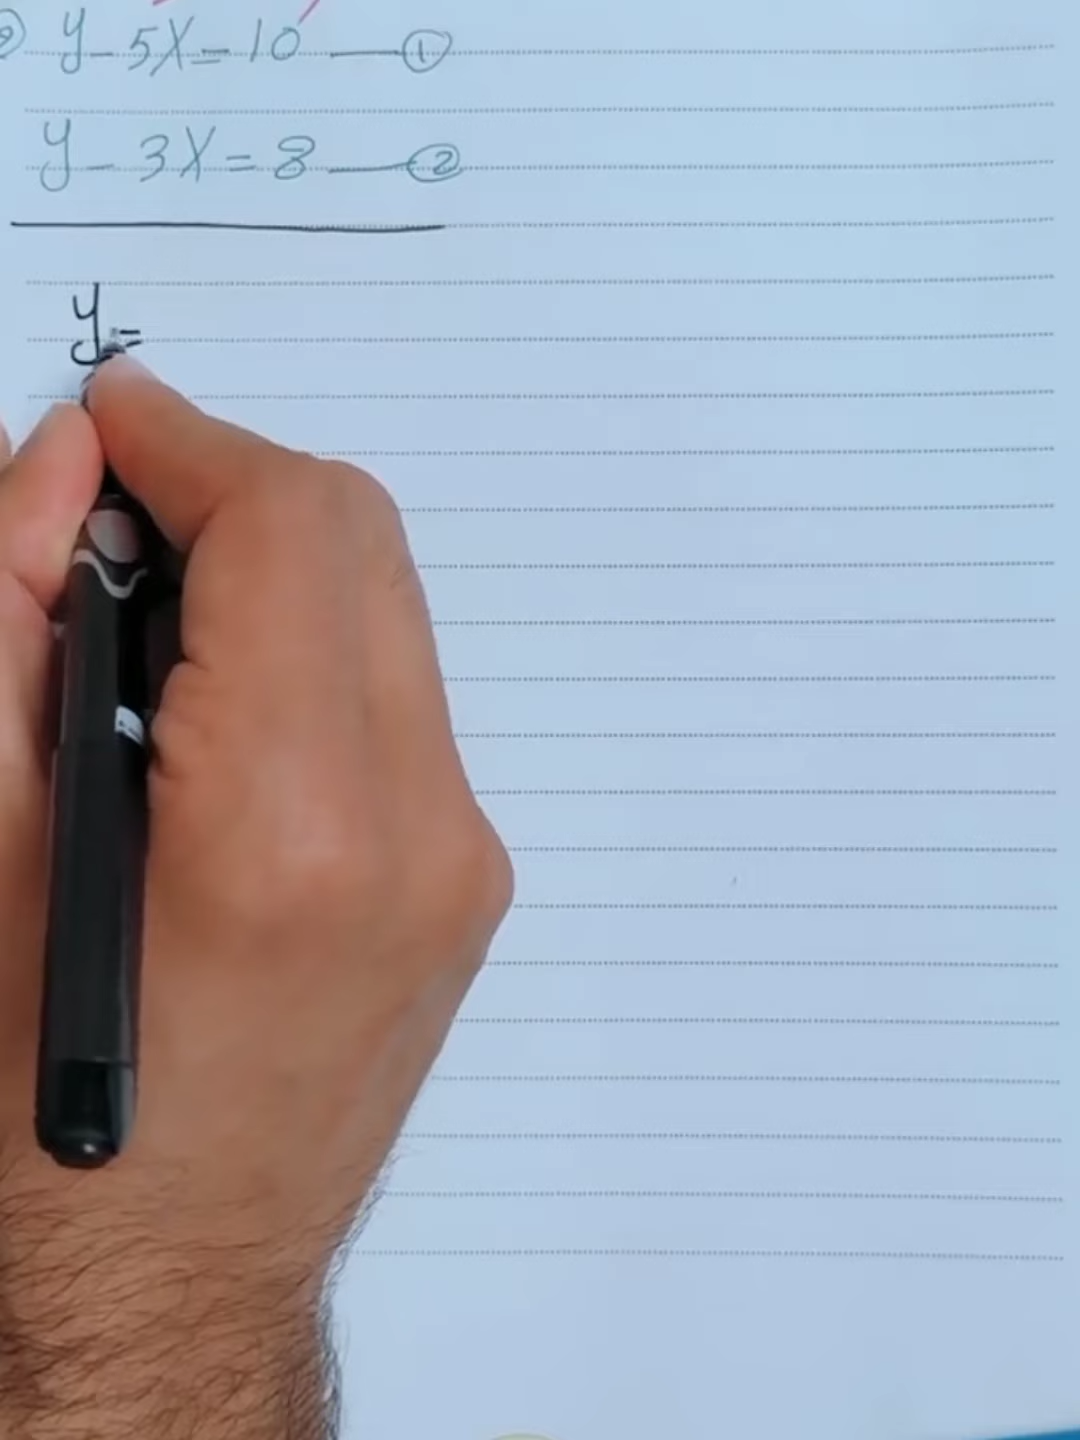 y - 5x = 10 —— ①
y - 3x = 8 —— ②
y =